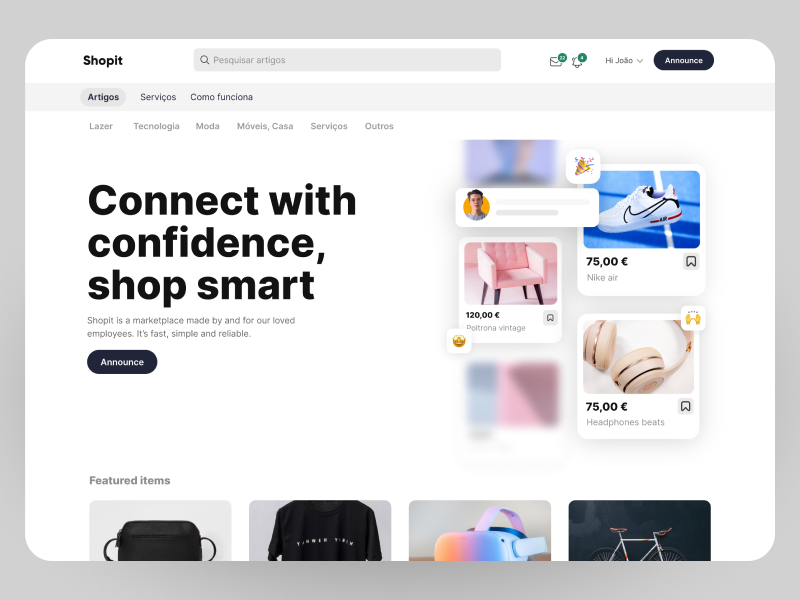 Shopit
Pesquisar artigos
22
4
Hi João
Announce
Artigos
Serviços
Como funciona
Lazer
Tecnologia
Moda
Móveis, Casa
Serviços
Outros
Connect with
confidence,
shop smart
Shopit is a marketplace made by and for our loved
employees. It's fast, simple and reliable.
Announce
75,00 €
Nike air
120,00 €
Poltrona vintage
75,00 €
Headphones beats
Featured items